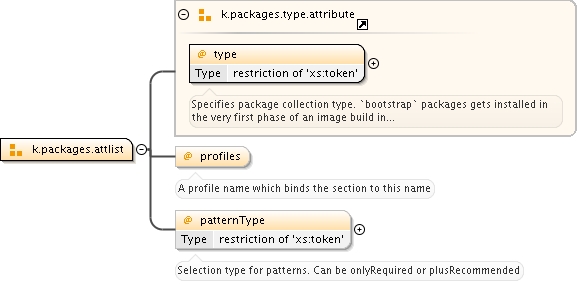 k.packages.type.attribute
@ type
Type restriction of 'xs:token'
Specifies package collection type. `bootstrap` packages gets installed in
the very first phase of an image build in...
k.packages.attlist
@ profiles
A profile name which binds the section to this name
@ patternType
Type restriction of 'xs:token'
Selection type for patterns. Can be onlyRequired or plusRecommended